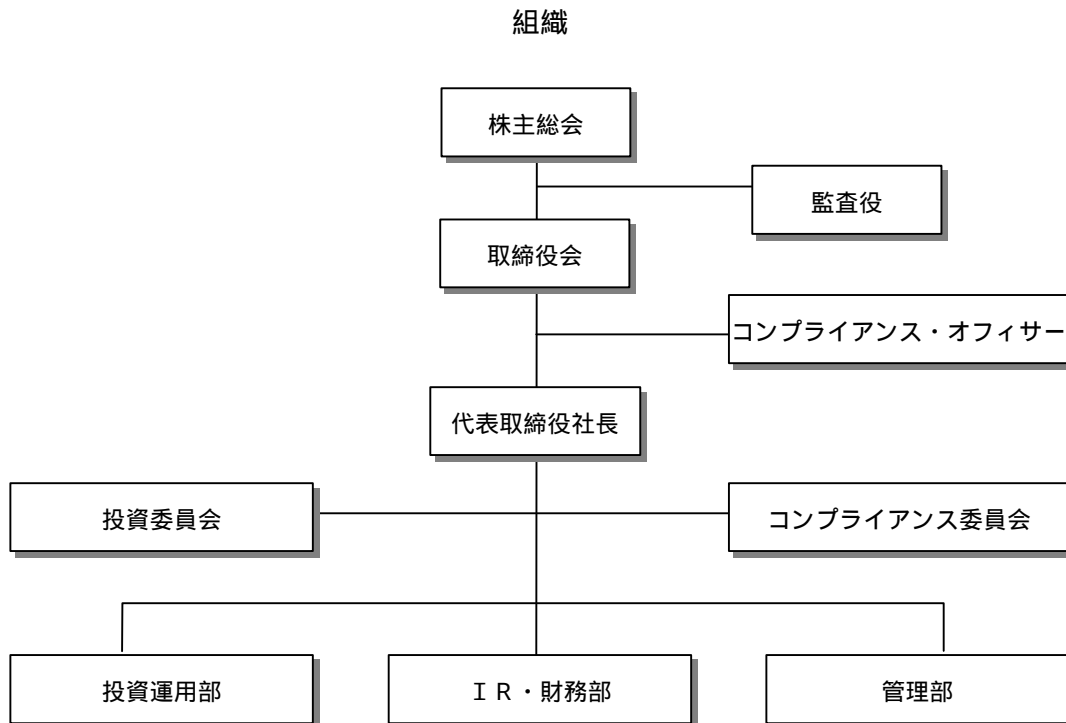 組織
株主総会
監査役
取締役会
コンプライアンス・オフィサー
代表取締役社長
投資委員会
コンプライアンス委員会
投資運用部
ＩＲ・財務部
管理部